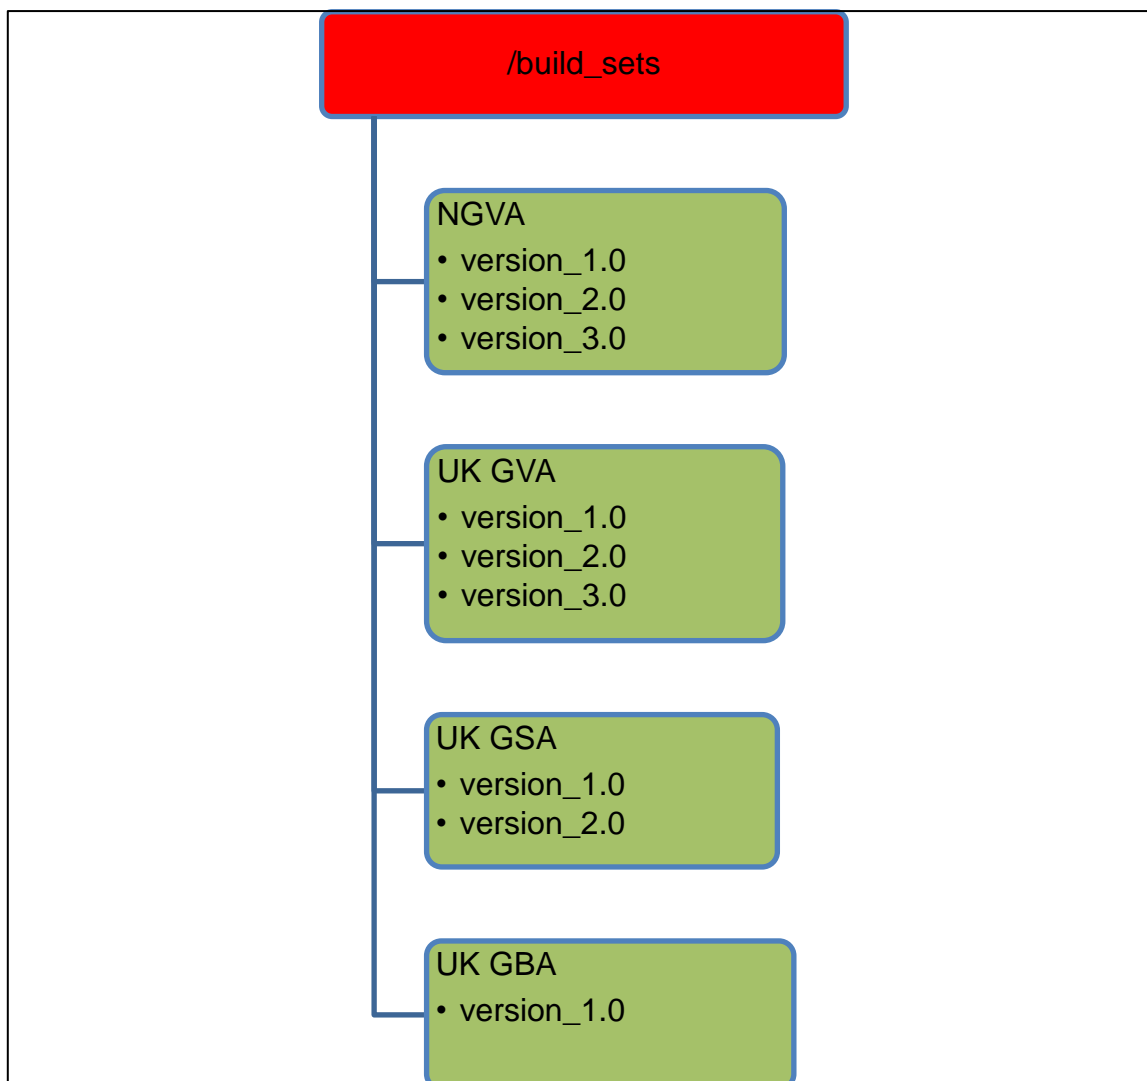 /build_sets
NGVA
• version_1.0
• version_2.0
• version_3.0
UK GVA
• version_1.0
• version_2.0
• version_3.0
UK GSA
• version_1.0
• version_2.0
UK GBA
• version_1.0